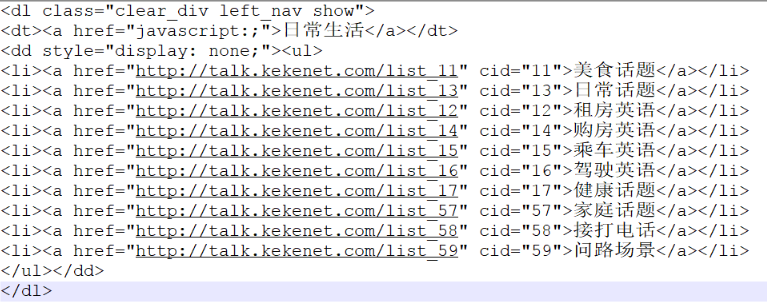 <dl class="clear_div left_nav show">
<dt><a href="javascript:;">日常生活</a></dt>
<dd style="display: none;"><ul>
<li><a href="http://talk.kekenet.com/list_11" cid="11">美食话题</a></li>
<li><a href="http://talk.kekenet.com/list_13" cid="13">日常话题</a></li>
<li><a href="http://talk.kekenet.com/list_12" cid="12">租房英语</a></li>
<li><a href="http://talk.kekenet.com/list_14" cid="14">购房英语</a></li>
<li><a href="http://talk.kekenet.com/list_15" cid="15">乘车英语</a></li>
<li><a href="http://talk.kekenet.com/list_16" cid="16">驾驶英语</a></li>
<li><a href="http://talk.kekenet.com/list_17" cid="17">健康话题</a></li>
<li><a href="http://talk.kekenet.com/list_57" cid="57">家庭话题</a></li>
<li><a href="http://talk.kekenet.com/list_58" cid="58">接打电话</a></li>
<li><a href="http://talk.kekenet.com/list_59" cid="59">问路场景</a></li>
</ul></dd>
</dl>